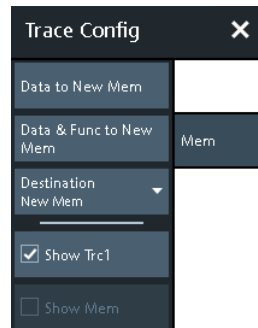 Trace Config
Data to New Mem
Data & Func to New
Mem
Mem
Destination
New Mem
Show Trc1
Show Mem